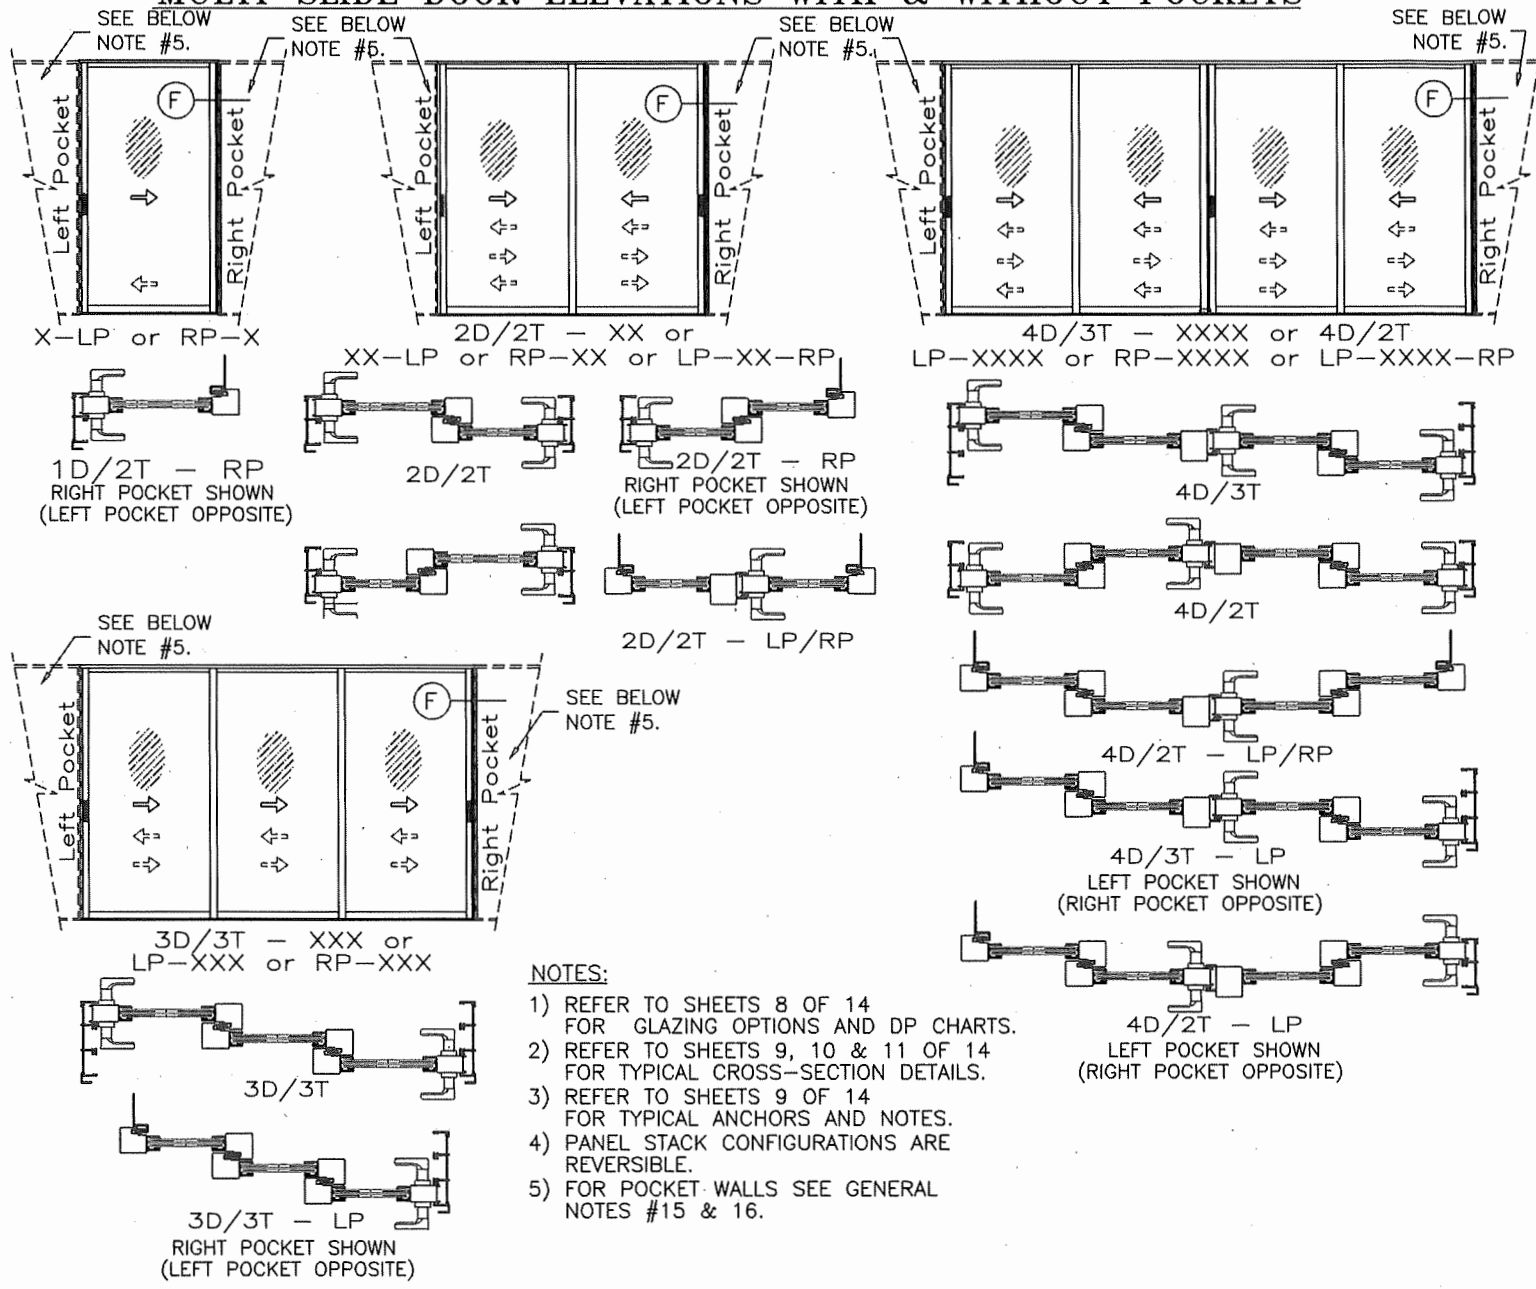 MULTI SLIDE DOOR ELEVATIONS WITH & WITHOUT POCKETS
SEE BELOW
NOTE #5.
SEE BELOW
NOTE #5.
SEE BELOW
NOTE #5.
SEE BELOW
NOTE #5.
Left Pocket
F
Right Pocket
Left Pocket
F
Right Pocket
Left Pocket
F
Right Pocket
X-LP or RP-X
2D/2T - XX or
XX-LP or RP-XX or LP-XX-RP
4D/3T - XXXX or 4D/2T
LP-XXXX or RP-XXXX or LP-XXXX-RP
1D/2T - RP
RIGHT POCKET SHOWN
(LEFT POCKET OPPOSITE)
2D/2T
2D/2T - RP
RIGHT POCKET SHOWN
(LEFT POCKET OPPOSITE)
4D/3T
2D/2T - LP/RP
4D/2T
4D/2T - LP/RP
4D/3T - LP
LEFT POCKET SHOWN
(RIGHT POCKET OPPOSITE)
4D/2T - LP
LEFT POCKET SHOWN
(RIGHT POCKET OPPOSITE)
SEE BELOW
NOTE #5.
Left Pocket
F
Right Pocket
SEE BELOW
NOTE #5.
3D/3T - XXX or
LP-XXX or RP-XXX
3D/3T
3D/3T - LP
RIGHT POCKET SHOWN
(LEFT POCKET OPPOSITE)
NOTES:
1) REFER TO SHEETS 8 OF 14
FOR GLAZING OPTIONS AND DP CHARTS.
2) REFER TO SHEETS 9, 10 & 11 OF 14
FOR TYPICAL CROSS-SECTION DETAILS.
3) REFER TO SHEETS 9 OF 14
FOR TYPICAL ANCHORS AND NOTES.
4) PANEL STACK CONFIGURATIONS ARE
REVERSIBLE.
5) FOR POCKET WALLS SEE GENERAL
NOTES #15 & 16.